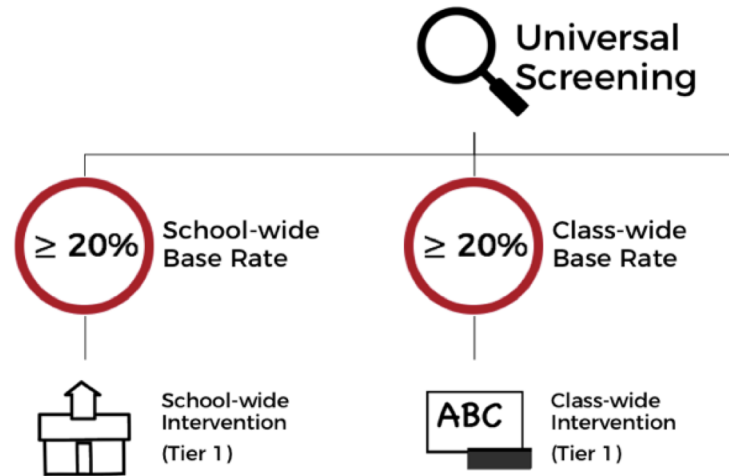 Universal
Screening
≥ 20%
School-wide
Base Rate
≥ 20%
Class-wide
Base Rate
School-wide
Intervention
(Tier 1)
ABC
Class-wide
Intervention
(Tier 1)